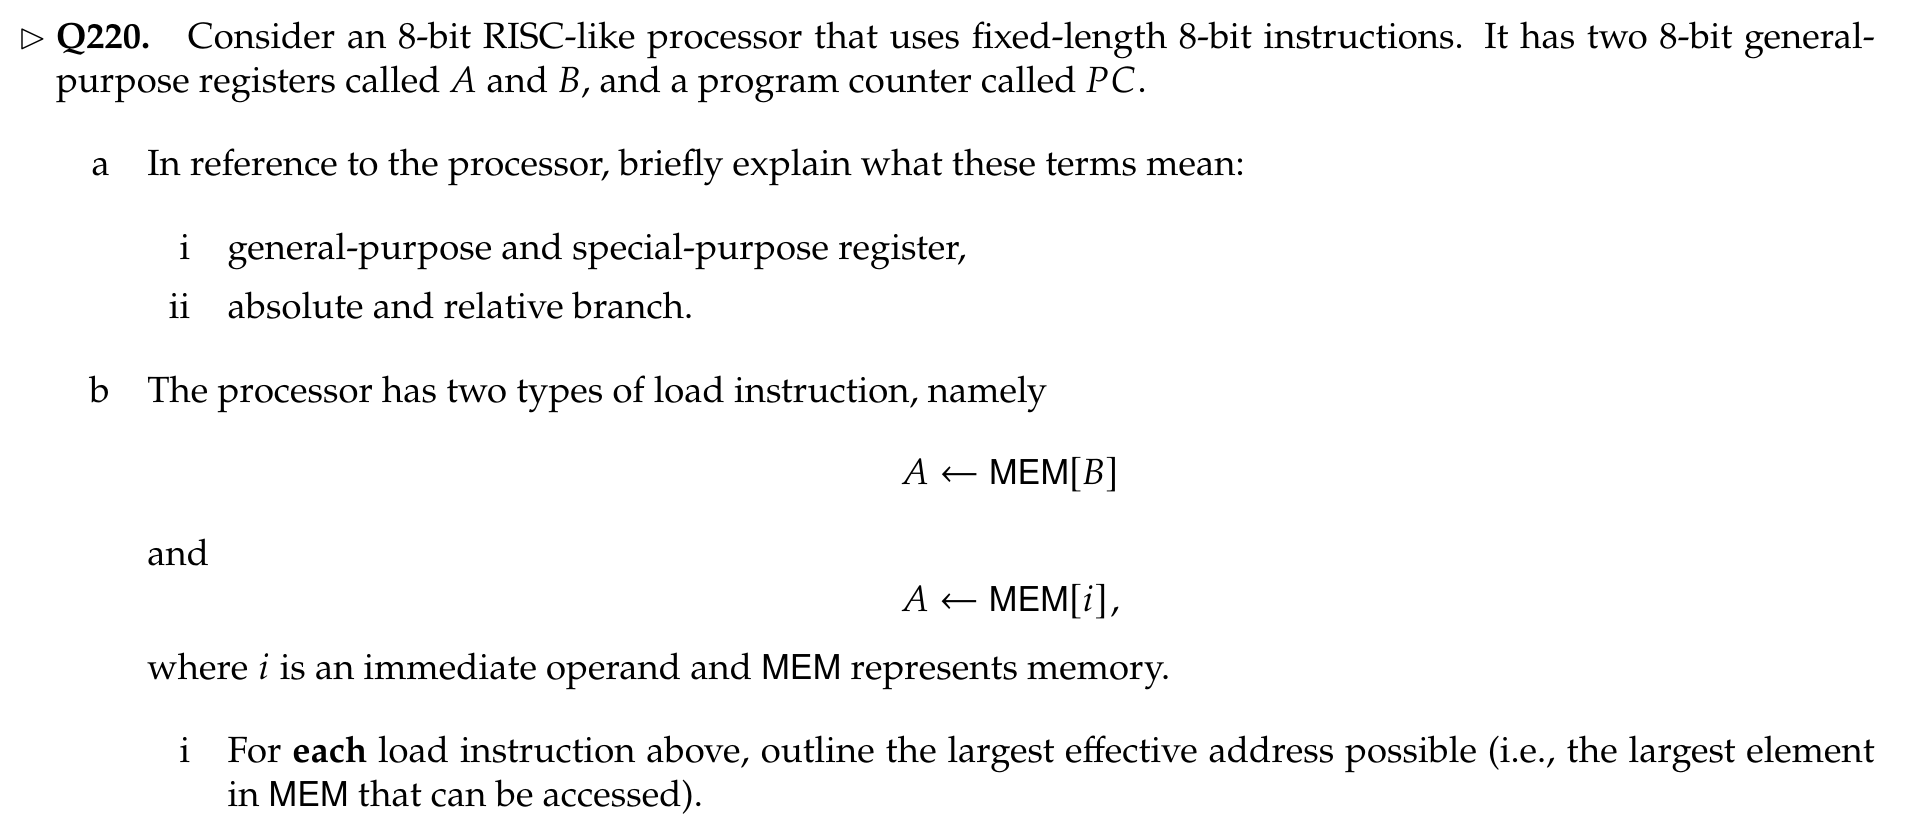 ▷ Q220. Consider an 8-bit RISC-like processor that uses fixed-length 8-bit instructions. It has two 8-bit general-
purpose registers called A and B, and a program counter called PC.
a In reference to the processor, briefly explain what these terms mean:
i general-purpose and special-purpose register,
ii absolute and relative branch.
b The processor has two types of load instruction, namely
A ← MEM[B]
and
A ← MEM[i],
where i is an immediate operand and MEM represents memory.
i For each load instruction above, outline the largest effective address possible (i.e., the largest element
in MEM that can be accessed).